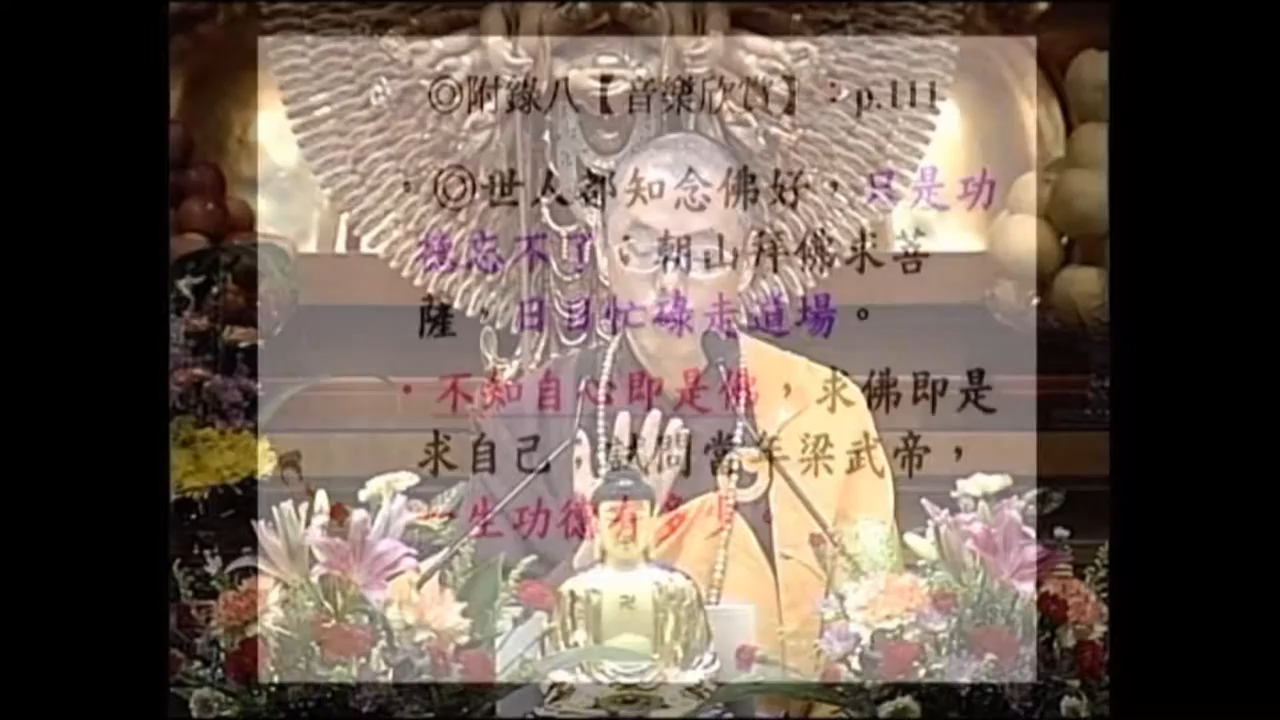 ◎附錄八【音樂欣賞】：p.111
・◎世人都知念佛好，只是功
德忘不了；朝山拜佛求菩
薩，日日忙碌走道場。
・不知自心即是佛，求佛即是
求自己，試問當年梁武帝，
一生功德有多少。
卍